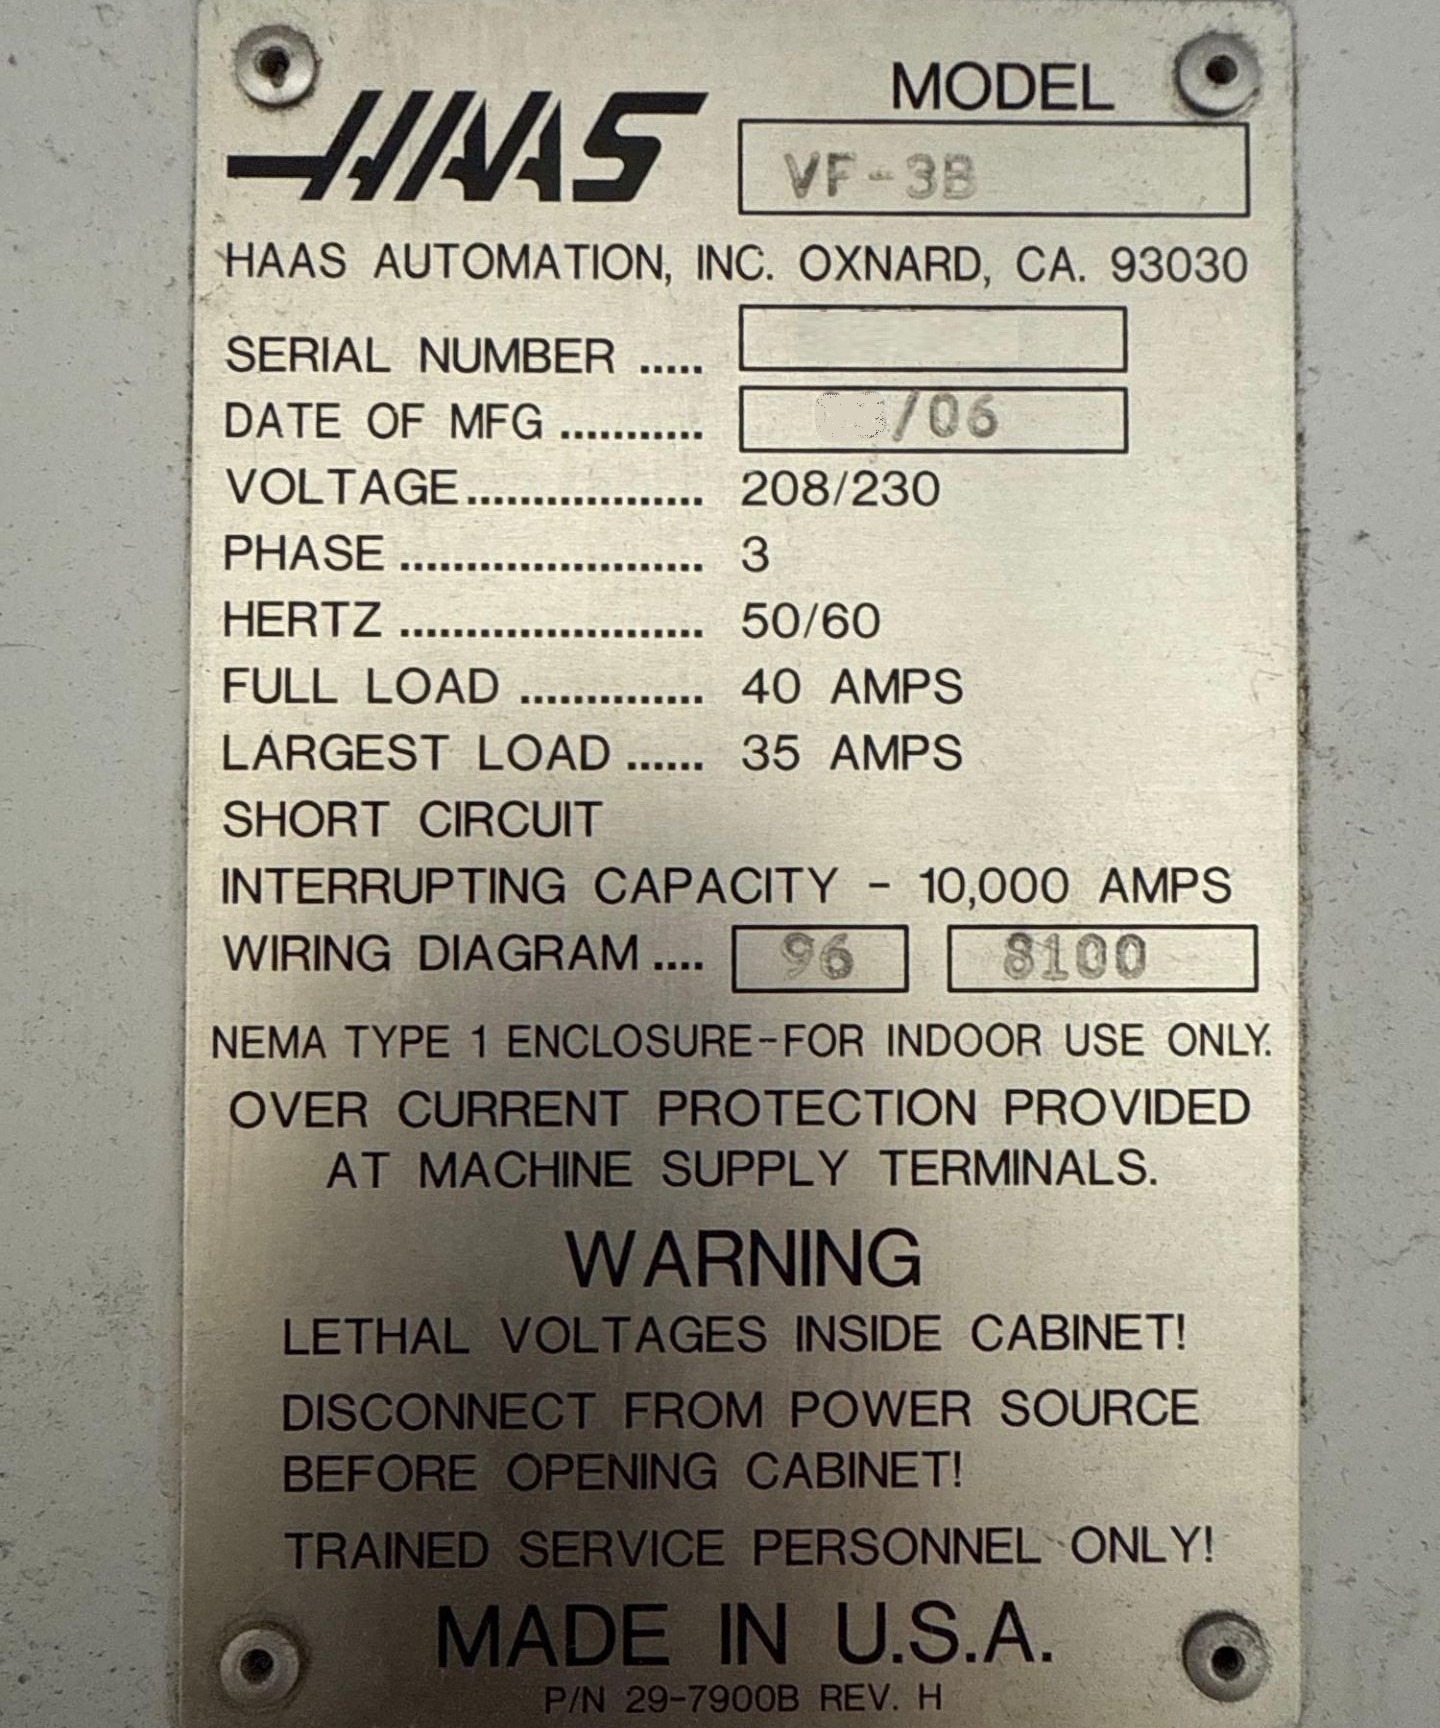 HAAS
MODEL
VF-3B
HAAS AUTOMATION, INC. OXNARD, CA. 93030
SERIAL NUMBER .....
DATE OF MFG ........... /06
VOLTAGE.................. 208/230
PHASE ....................... 3
HERTZ ....................... 50/60
FULL LOAD .............. 40 AMPS
LARGEST LOAD ...... 35 AMPS
SHORT CIRCUIT
INTERRUPTING CAPACITY - 10,000 AMPS
WIRING DIAGRAM .... 96 8100
NEMA TYPE 1 ENCLOSURE-FOR INDOOR USE ONLY.
OVER CURRENT PROTECTION PROVIDED
AT MACHINE SUPPLY TERMINALS.
WARNING
LETHAL VOLTAGES INSIDE CABINET!
DISCONNECT FROM POWER SOURCE
BEFORE OPENING CABINET!
TRAINED SERVICE PERSONNEL ONLY!
MADE IN U.S.A.
P/N 29-7900B REV. H